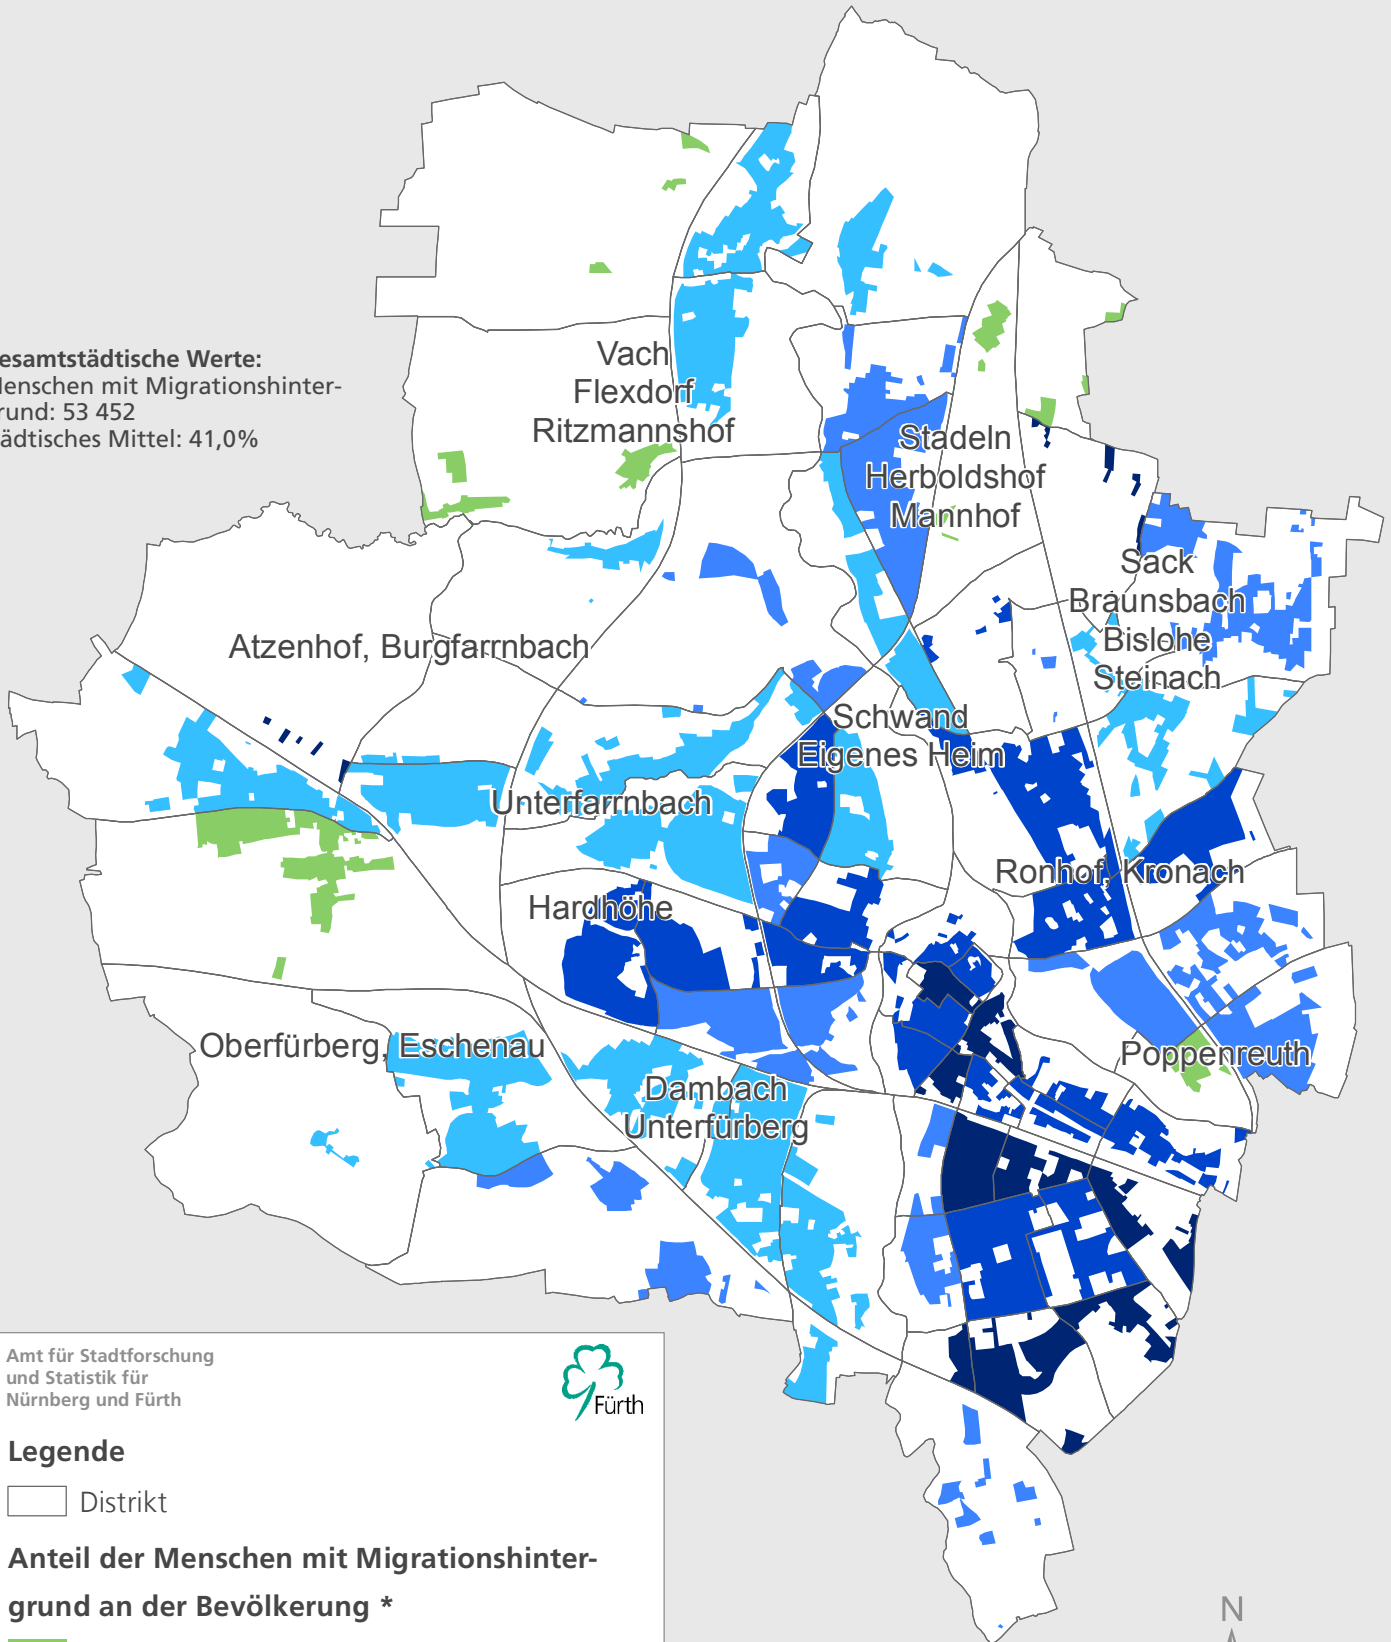 esamtstädtische Werte:
enschen mit Migrationshinter-
rund: 53 452
ädtisches Mittel: 41,0%
Vach
Flexdorf
Ritzmannshof
Stadeln
Herboldshof
Mannhof
Sack
Braunsbach
Bislohe
Steinach
Atzenhof, Burgfarrnbach
Schwand
Eigenes Heim
Unterfarrnbach
Ronhof, Kronach
Hardhöhe
Oberfürberg, Eschenau
Poppenreuth
Dambach
Unterfürberg
Amt für Stadtforschung
und Statistik für
Nürnberg und Fürth
Fürth
Legende
Distrikt
Anteil der Menschen mit Migrationshinter-
grund an der Bevölkerung *
N